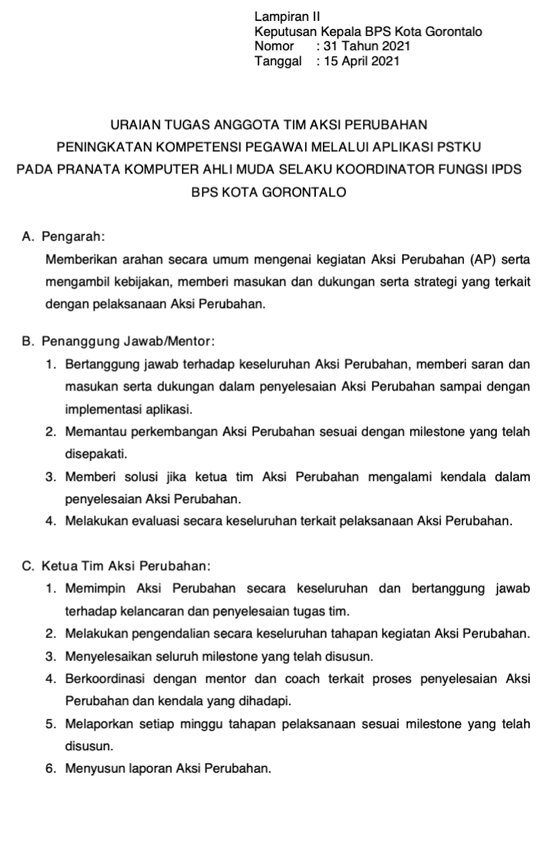 Lampiran II
Keputusan Kepala BPS Kota Gorontalo
Nomor : 31 Tahun 2021
Tanggal : 15 April 2021
URAIAN TUGAS ANGGOTA TIM AKSI PERUBAHAN
PENINGKATAN KOMPETENSI PEGAWAI MELALUI APLIKASI PSTKU
PADA PRANATA KOMPUTER AHLI MUDA SELAKU KOORDINATOR FUNGSI IPDS
BPS KOTA GORONTALO
A. Pengarah:
Memberikan arahan secara umum mengenai kegiatan Aksi Perubahan (AP) serta
mengambil kebijakan, memberi masukan dan dukungan serta strategi yang terkait
dengan pelaksanaan Aksi Perubahan.
B. Penanggung Jawab/Mentor:
1. Bertanggung jawab terhadap keseluruhan Aksi Perubahan, memberi saran dan
masukan serta dukungan dalam penyelesaian Aksi Perubahan sampai dengan
implementasi aplikasi.
2. Memantau perkembangan Aksi Perubahan sesuai dengan milestone yang telah
disepakati.
3. Memberi solusi jika ketua tim Aksi Perubahan mengalami kendala dalam
penyelesaian Aksi Perubahan.
4. Melakukan evaluasi secara keseluruhan terkait pelaksanaan Aksi Perubahan.
C. Ketua Tim Aksi Perubahan:
1. Memimpin Aksi Perubahan secara keseluruhan dan bertanggung jawab
terhadap kelancaran dan penyelesaian tugas tim.
2. Melakukan pengendalian secara keseluruhan tahapan kegiatan Aksi Perubahan.
3. Menyelesaikan seluruh milestone yang telah disusun.
4. Berkoordinasi dengan mentor dan coach terkait proses penyelesaian Aksi
Perubahan dan kendala yang dihadapi.
5. Melaporkan setiap minggu tahapan pelaksanaan sesuai milestone yang telah
disusun.
6. Menyusun laporan Aksi Perubahan.